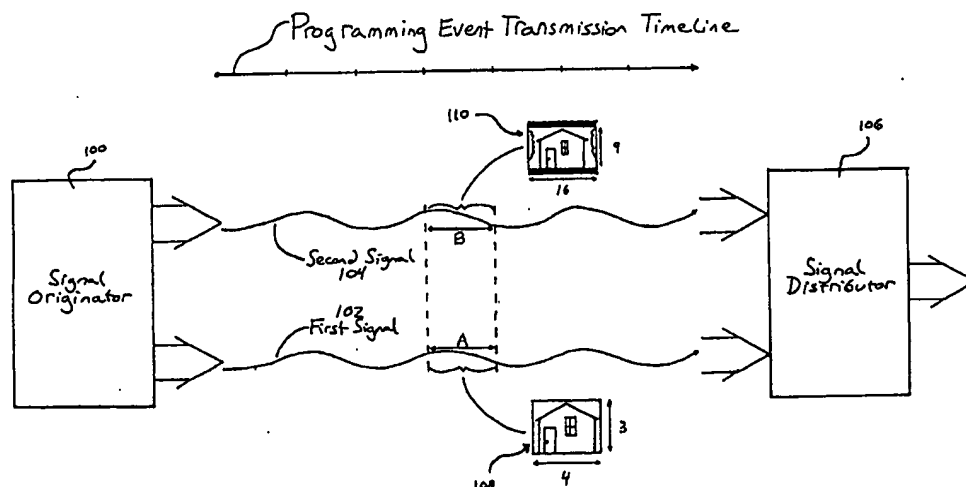 Programming Event Transmission Timeline
110
9
16
100
106
B
Second Signal
104
Signal
Originator
Signal
Distributor
102
First Signal
A
3
4
108